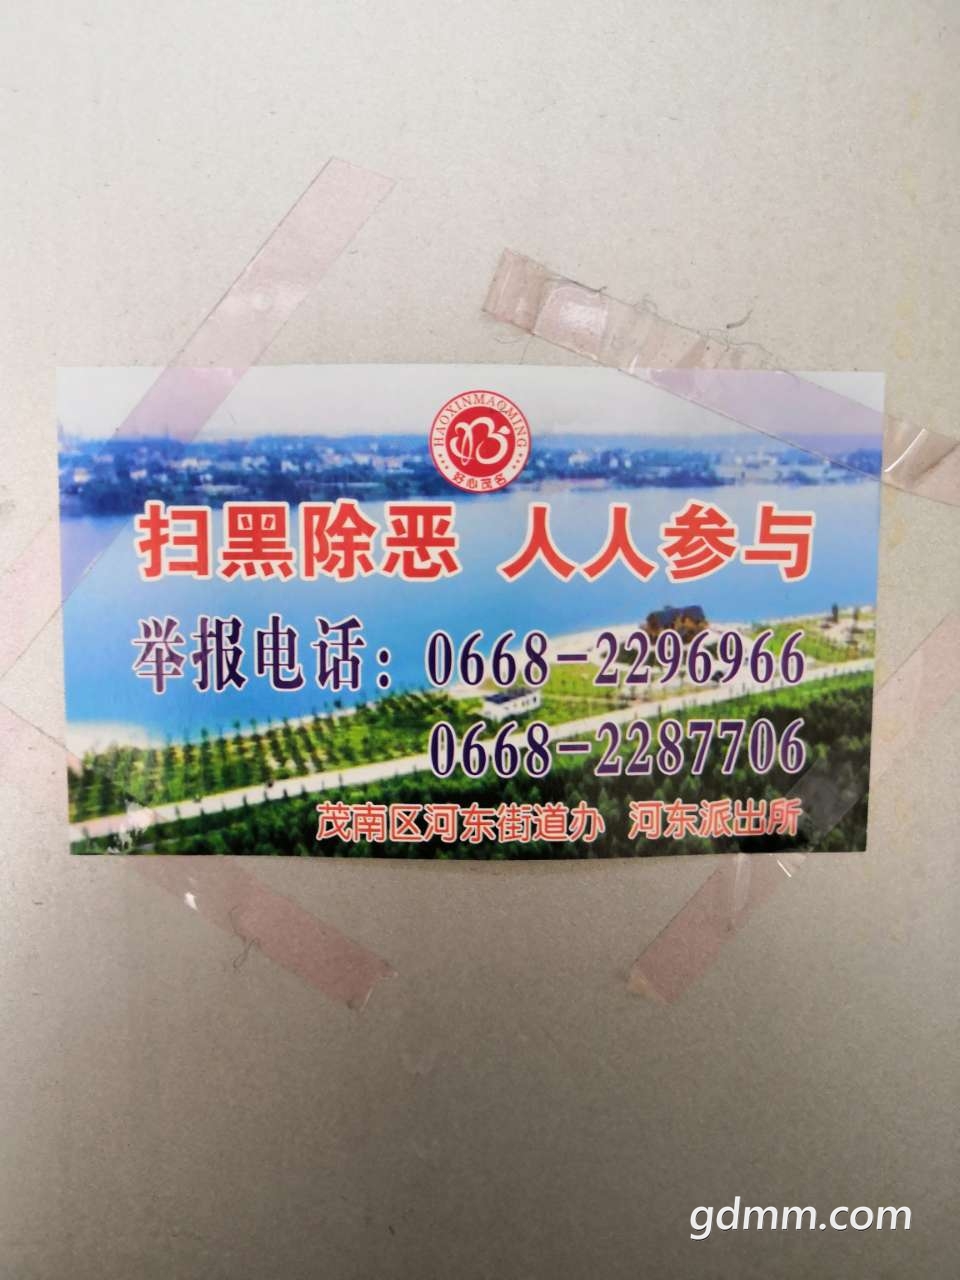 HAOXINMAOMING
好心茂名
扫黑除恶 人人参与
举报电话：0668-2296966
0668-2287706
茂南区河东街道办 河东派出所
gdmm.com